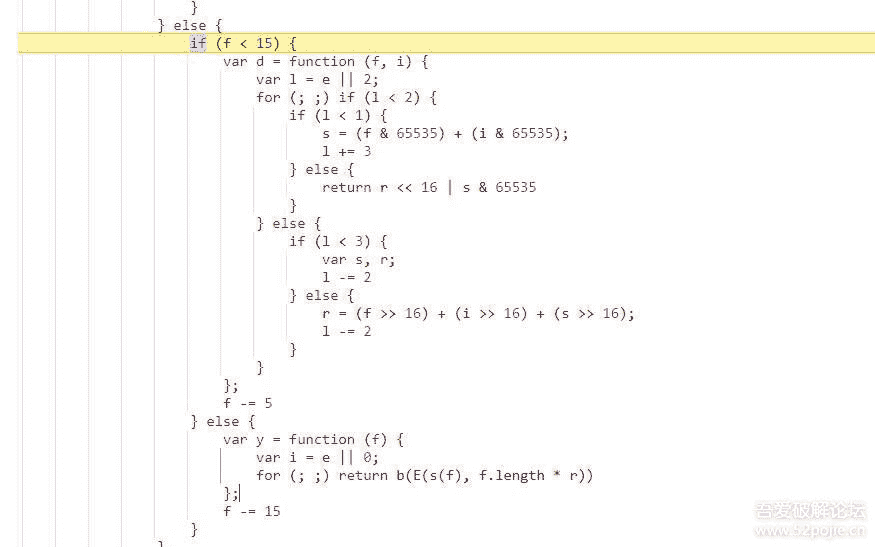 }
} else {
if (f < 15) {
var d = function (f, i) {
var l = e || 2;
for (; ;) if (l < 2) {
if (l < 1) {
s = (f & 65535) + (i & 65535);
l += 3
} else {
return r << 16 | s & 65535
}
} else {
if (l < 3) {
var s, r;
l -= 2
} else {
r = (f >> 16) + (i >> 16) + (s >> 16);
l -= 2
}
}
};
f -= 5
} else {
var y = function (f) {
var i = e || 0;
for (; ;) return b(E(s(f), f.length * r))
};
f -= 15
}
}
吾爱破解论坛
www.52pojie.cn